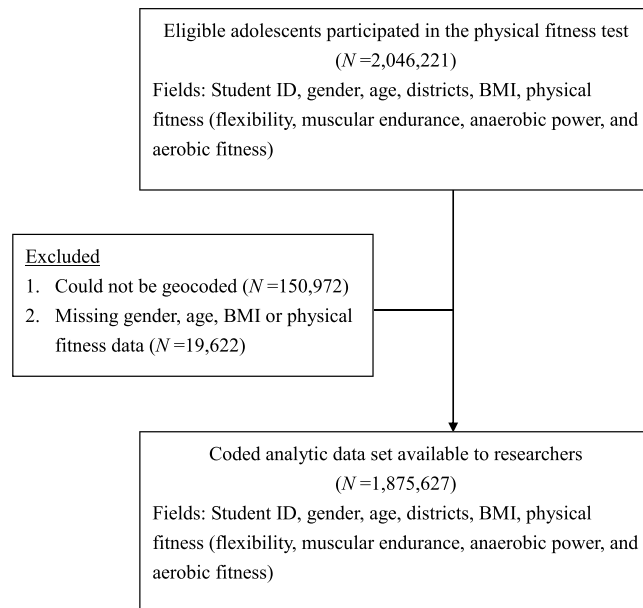 Eligible adolescents participated in the physical fitness test
(N=2,046,221)
Fields: Student ID, gender, age, districts, BMI, physical
fitness (flexibility, muscular endurance, anaerobic power, and
aerobic fitness)
Excluded
1. Could not be geocoded (N=150,972)
2. Missing gender, age, BMI or physical
fitness data (N=19,622)
Coded analytic data set available to researchers
(N=1,875,627)
Fields: Student ID, gender, age, districts, BMI, physical
fitness (flexibility, muscular endurance, anaerobic power, and
aerobic fitness)